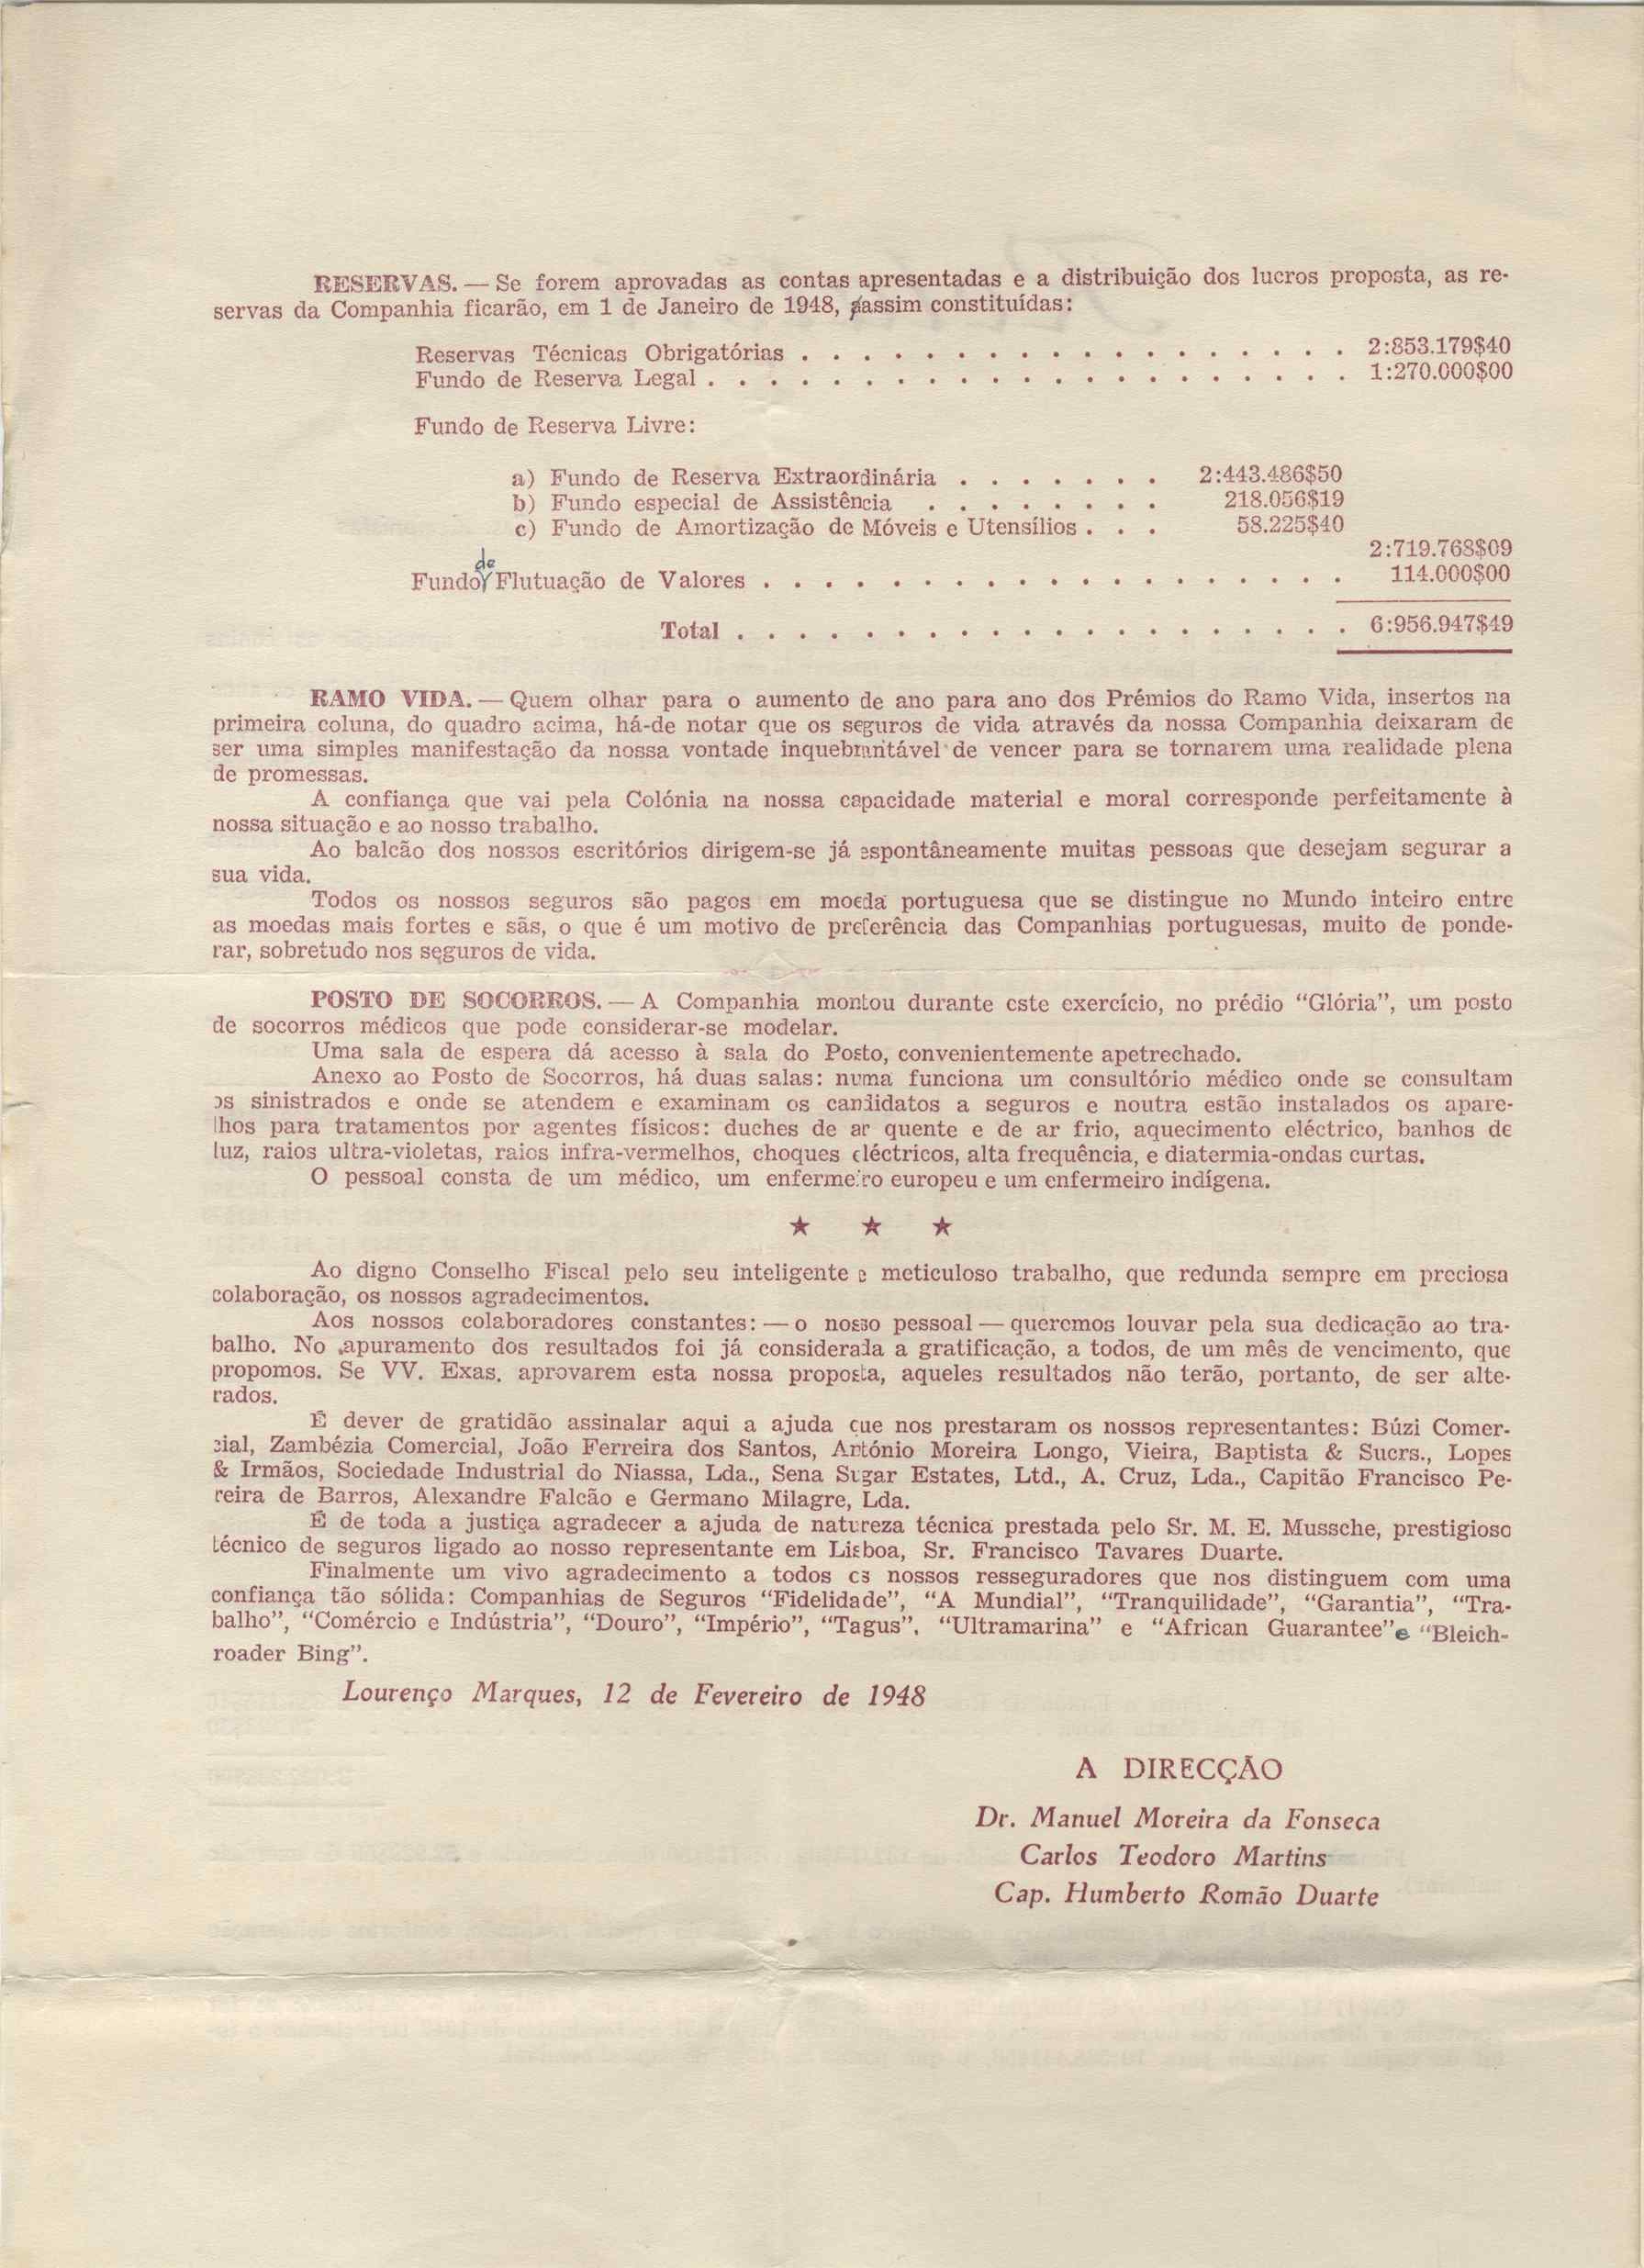 RESERVAS. — Se forem aprovadas as contas apresentadas e a distribuição dos lucros proposta, as re-
servas da Companhia ficarão, em 1 de Janeiro de 1948, assim constituídas:
Reservas Técnicas Obrigatórias . . . . . . . . . . . . . . . . . . 2:853.179$40
Fundo de Reserva Legal . . . . . . . . . . . . . . . . . . . . . 1:270.000$00
Fundo de Reserva Livre:
a) Fundo de Reserva Extraordinária . . . . . . . 2:443.486$50
b) Fundo especial de Assistência . . . . . . . . 218.056$19
c) Fundo de Amortização de Móveis e Utensílios . . . 58.225$40
2:719.768$09
Fundo de Flutuação de Valores . . . . . . . . . . . . . . . . . . . 114.000$00
Total . . . . . . . . . . . . . . . . . . . . 6:956.947$49
RAMO VIDA. — Quem olhar para o aumento de ano para ano dos Prémios do Ramo Vida, insertos na
primeira coluna, do quadro acima, há-de notar que os seguros de vida através da nossa Companhia deixaram de
ser uma simples manifestação da nossa vontade inquebrantável de vencer para se tornarem uma realidade plena
de promessas.
A confiança que vai pela Colónia na nossa capacidade material e moral corresponde perfeitamente à
nossa situação e ao nosso trabalho.
Ao balcão dos nossos escritórios dirigem-se já espontâneamente muitas pessoas que desejam segurar a
sua vida.
Todos os nossos seguros são pagos em moeda portuguesa que se distingue no Mundo inteiro entre
as moedas mais fortes e sãs, o que é um motivo de preferência das Companhias portuguesas, muito de ponde-
rar, sobretudo nos seguros de vida.
POSTO DE SOCORROS. — A Companhia montou durante este exercício, no prédio "Glória", um posto
de socorros médicos que pode considerar-se modelar.
Uma sala de espera dá acesso à sala do Posto, convenientemente apetrechado.
Anexo ao Posto de Socorros, há duas salas: numa funciona um consultório médico onde se consultam
os sinistrados e onde se atendem e examinam os candidatos a seguros e noutra estão instalados os apare-
lhos para tratamentos por agentes físicos: duches de ar quente e de ar frio, aquecimento eléctrico, banhos de
luz, raios ultra-violetas, raios infra-vermelhos, choques eléctricos, alta frequência, e diatermia-ondas curtas.
O pessoal consta de um médico, um enfermeiro europeu e um enfermeiro indígena.
★ ★ ★
Ao digno Conselho Fiscal pelo seu inteligente e meticuloso trabalho, que redunda sempre em preciosa
colaboração, os nossos agradecimentos.
Aos nossos colaboradores constantes: — o nosso pessoal — queremos louvar pela sua dedicação ao tra-
balho. No apuramento dos resultados foi já considerada a gratificação, a todos, de um mês de vencimento, que
propomos. Se VV. Exas. aprovarem esta nossa proposta, aqueles resultados não terão, portanto, de ser alte-
rados.
É dever de gratidão assinalar aqui a ajuda que nos prestaram os nossos representantes: Búzi Comer-
cial, Zambézia Comercial, João Ferreira dos Santos, António Moreira Longo, Vieira, Baptista & Sucrs., Lopes
& Irmãos, Sociedade Industrial do Niassa, Lda., Sena Sugar Estates, Ltd., A. Cruz, Lda., Capitão Francisco Pe-
reira de Barros, Alexandre Falcão e Germano Milagre, Lda.
É de toda a justiça agradecer a ajuda de natureza técnica prestada pelo Sr. M. E. Mussche, prestigioso
técnico de seguros ligado ao nosso representante em Lisboa, Sr. Francisco Tavares Duarte.
Finalmente um vivo agradecimento a todos os nossos resseguradores que nos distinguem com uma
confiança tão sólida: Companhias de Seguros "Fidelidade", "A Mundial", "Tranquilidade", "Garantia", "Tra-
balho", "Comércio e Indústria", "Douro", "Império", "Tagus", "Ultramarina" e "African Guarantee" e "Bleich-
roader Bing".
Lourenço Marques, 12 de Fevereiro de 1948
A DIRECÇÃO
Dr. Manuel Moreira da Fonseca
Carlos Teodoro Martins
Cap. Humberto Romão Duarte